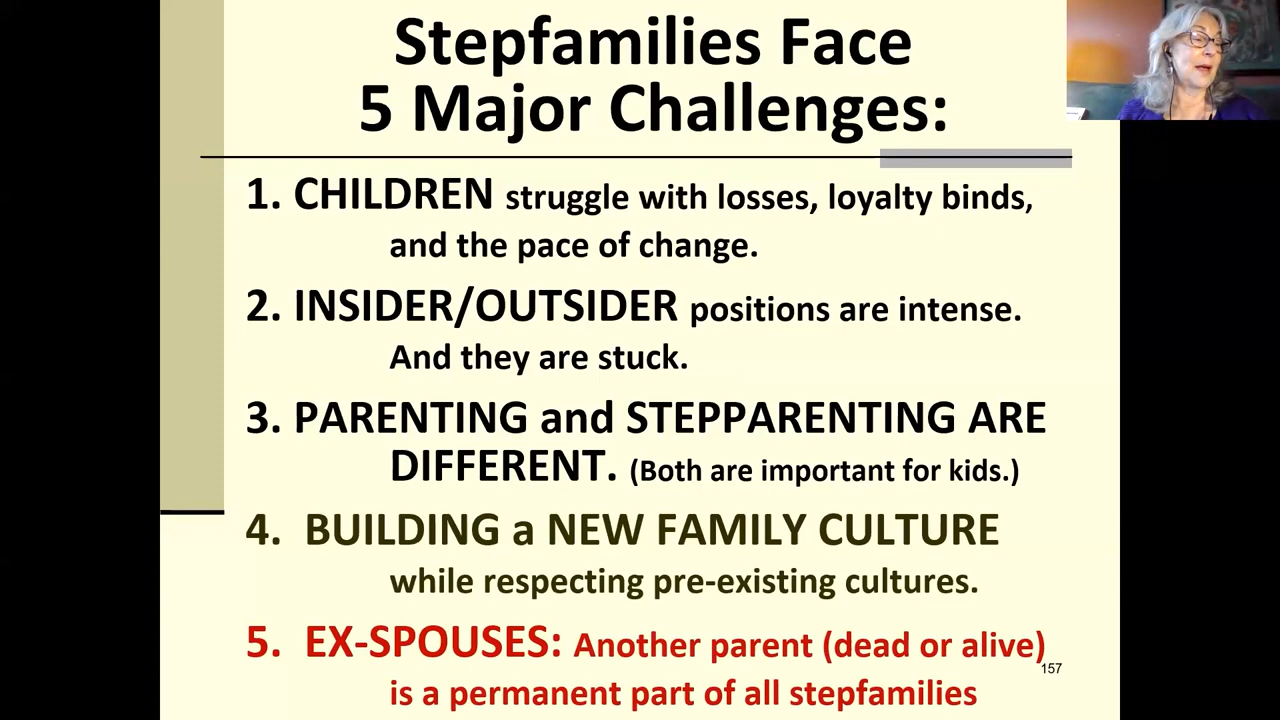 Stepfamilies Face
5 Major Challenges:
1. CHILDREN struggle with losses, loyalty binds,
and the pace of change.
2. INSIDER/OUTSIDER positions are intense.
And they are stuck.
3. PARENTING and STEPPARENTING ARE
DIFFERENT. (Both are important for kids.)
4. BUILDING a NEW FAMILY CULTURE
while respecting pre-existing cultures.
5. EX-SPOUSES: Another parent (dead or alive)
is a permanent part of all stepfamilies
157